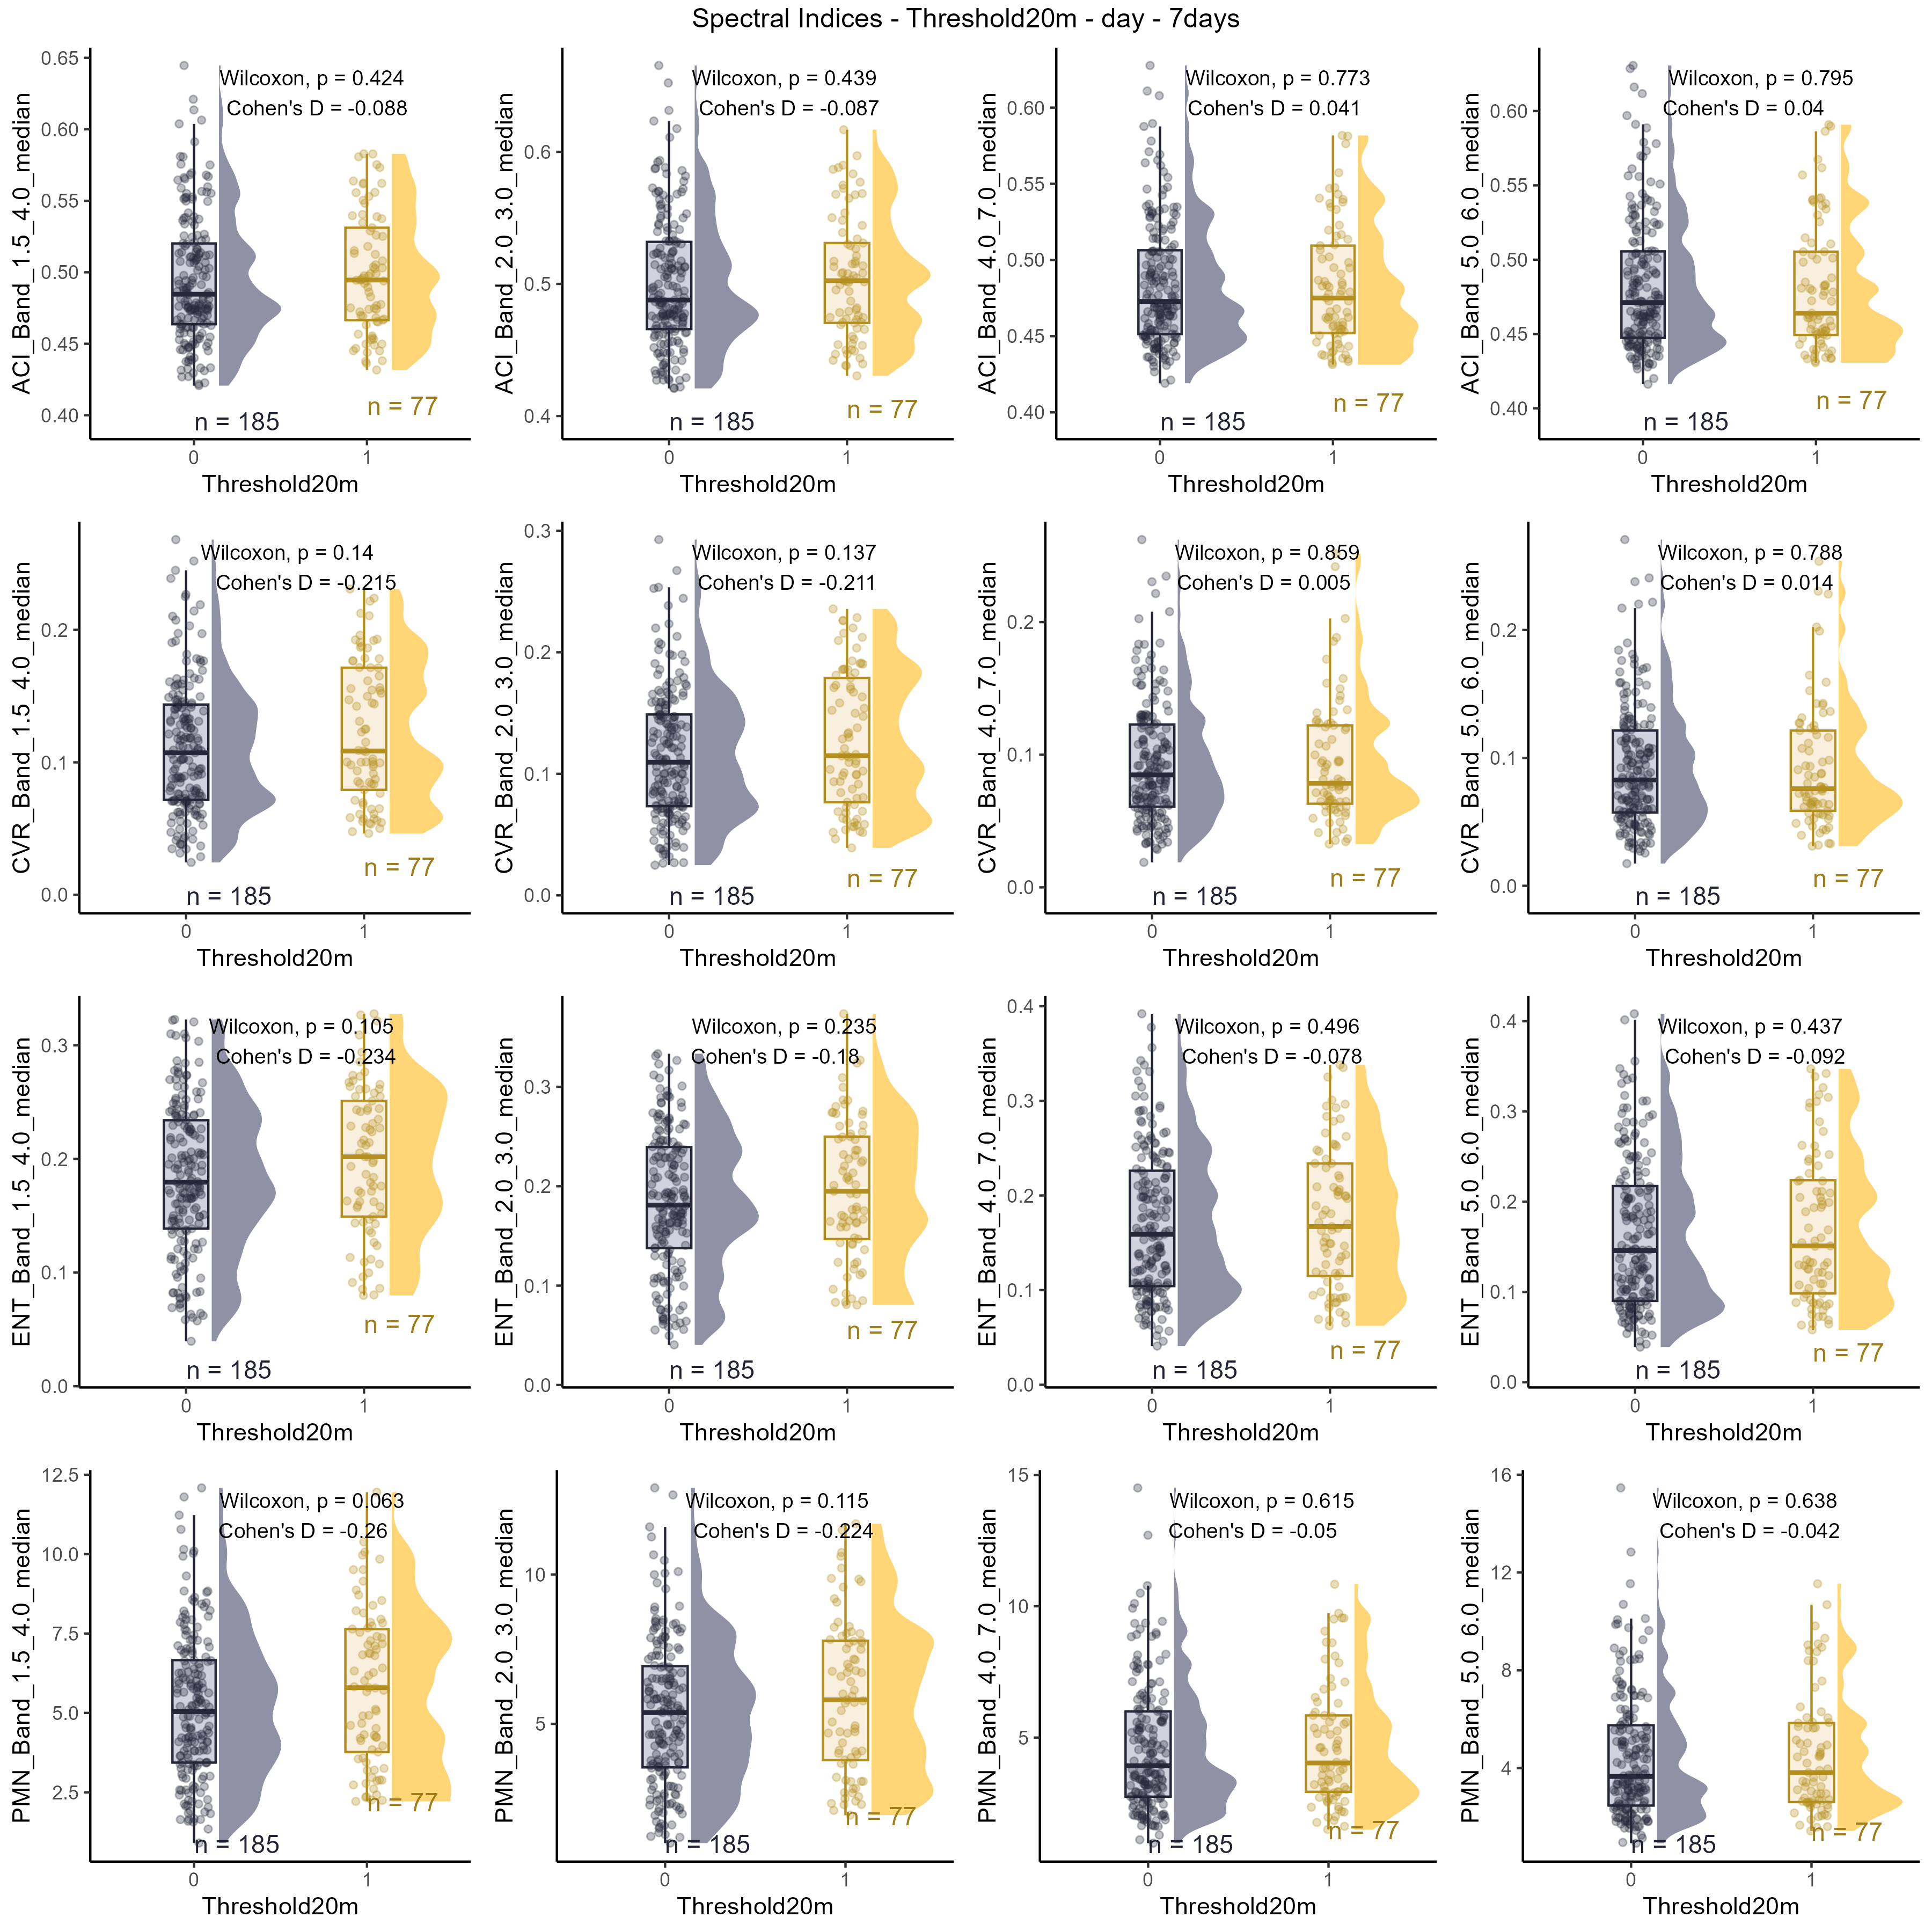 Spectral Indices - Threshold20m - day - 7days
ACI_Band_1.5_4.0_median
0.65
0.60
0.55
0.50
0.45
0.40
Wilcoxon, p = 0.424
Cohen's D = -0.088
n = 185
n = 77
0
1
Threshold20m
ACI_Band_2.0_3.0_median
0.6
0.5
0.4
Wilcoxon, p = 0.439
Cohen's D = -0.087
n = 185
n = 77
0
1
Threshold20m
ACI_Band_4.0_7.0_median
0.60
0.55
0.50
0.45
0.40
Wilcoxon, p = 0.773
Cohen's D = 0.041
n = 185
n = 77
0
1
Threshold20m
ACI_Band_5.0_6.0_median
0.60
0.55
0.50
0.45
0.40
Wilcoxon, p = 0.795
Cohen's D = 0.04
n = 185
n = 77
0
1
Threshold20m
CVR_Band_1.5_4.0_median
0.2
0.1
0.0
Wilcoxon, p = 0.14
Cohen's D = -0.215
n = 185
n = 77
0
1
Threshold20m
CVR_Band_2.0_3.0_median
0.3
0.2
0.1
0.0
Wilcoxon, p = 0.137
Cohen's D = -0.211
n = 185
n = 77
0
1
Threshold20m
CVR_Band_4.0_7.0_median
0.2
0.1
0.0
Wilcoxon, p = 0.859
Cohen's D = 0.005
n = 185
n = 77
0
1
Threshold20m
CVR_Band_5.0_6.0_median
0.2
0.1
0.0
Wilcoxon, p = 0.788
Cohen's D = 0.014
n = 185
n = 77
0
1
Threshold20m
ENT_Band_1.5_4.0_median
0.3
0.2
0.1
0.0
Wilcoxon, p = 0.105
Cohen's D = -0.234
n = 185
n = 77
0
1
Threshold20m
ENT_Band_2.0_3.0_median
0.3
0.2
0.1
0.0
Wilcoxon, p = 0.235
Cohen's D = -0.18
n = 185
n = 77
0
1
Threshold20m
ENT_Band_4.0_7.0_median
0.4
0.3
0.2
0.1
0.0
Wilcoxon, p = 0.496
Cohen's D = -0.078
n = 185
n = 77
0
1
Threshold20m
ENT_Band_5.0_6.0_median
0.4
0.3
0.2
0.1
0.0
Wilcoxon, p = 0.437
Cohen's D = -0.092
n = 185
n = 77
0
1
Threshold20m
PMN_Band_1.5_4.0_median
12.5
10.0
7.5
5.0
2.5
Wilcoxon, p = 0.063
Cohen's D = -0.26
n = 185
n = 77
0
1
Threshold20m
PMN_Band_2.0_3.0_median
10
5
Wilcoxon, p = 0.115
Cohen's D = -0.224
n = 185
n = 77
0
1
Threshold20m
PMN_Band_4.0_7.0_median
15
10
5
Wilcoxon, p = 0.615
Cohen's D = -0.05
n = 185
n = 77
0
1
Threshold20m
PMN_Band_5.0_6.0_median
16
12
8
4
Wilcoxon, p = 0.638
Cohen's D = -0.042
n = 185
n = 77
0
1
Threshold20m